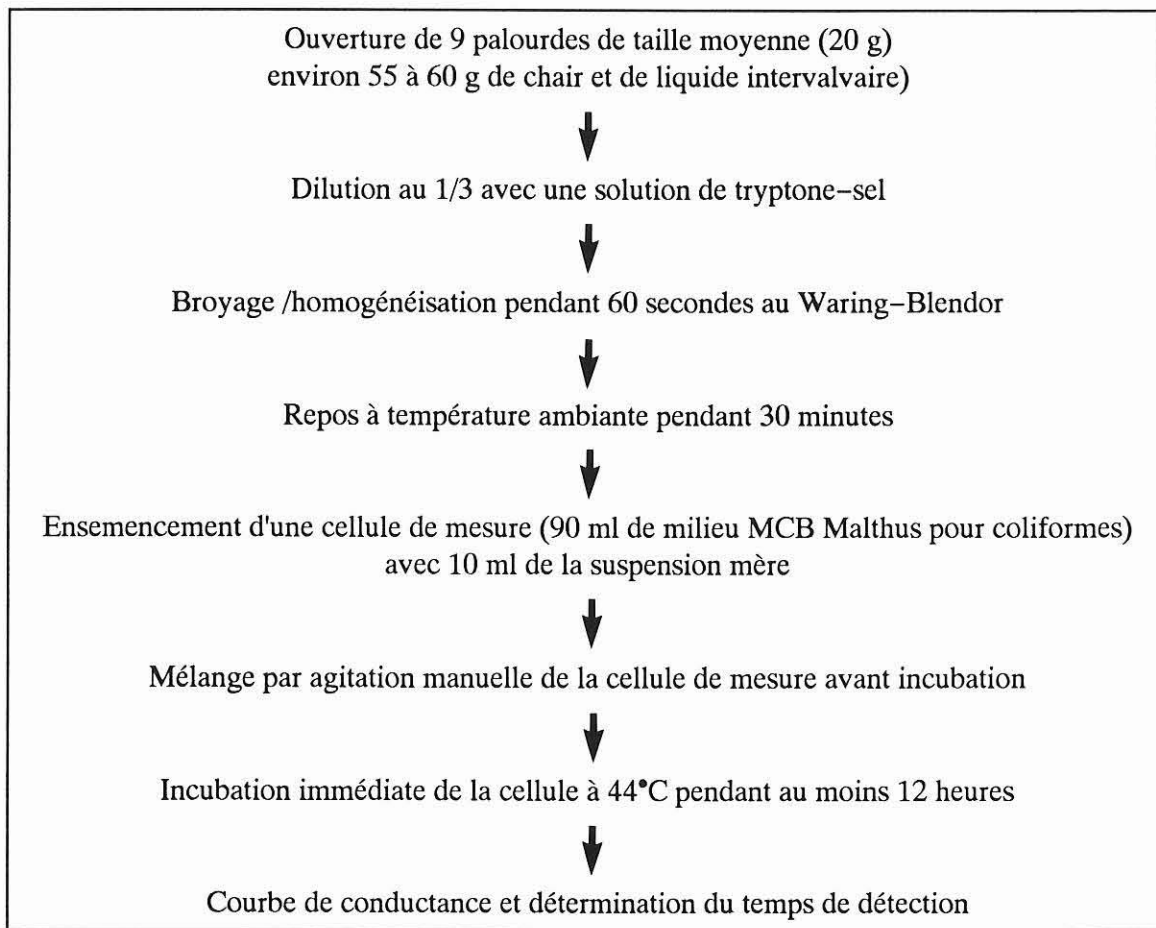 Ouverture de 9 palourdes de taille moyenne (20 g)
environ 55 à 60 g de chair et de liquide intervalvaire)
Dilution au 1/3 avec une solution de tryptone-sel
Broyage /homogénéisation pendant 60 secondes au Waring-Blendor
Repos à température ambiante pendant 30 minutes
Ensemencement d'une cellule de mesure (90 ml de milieu MCB Malthus pour coliformes)
avec 10 ml de la suspension mère
Mélange par agitation manuelle de la cellule de mesure avant incubation
Incubation immédiate de la cellule à 44°C pendant au moins 12 heures
Courbe de conductance et détermination du temps de détection